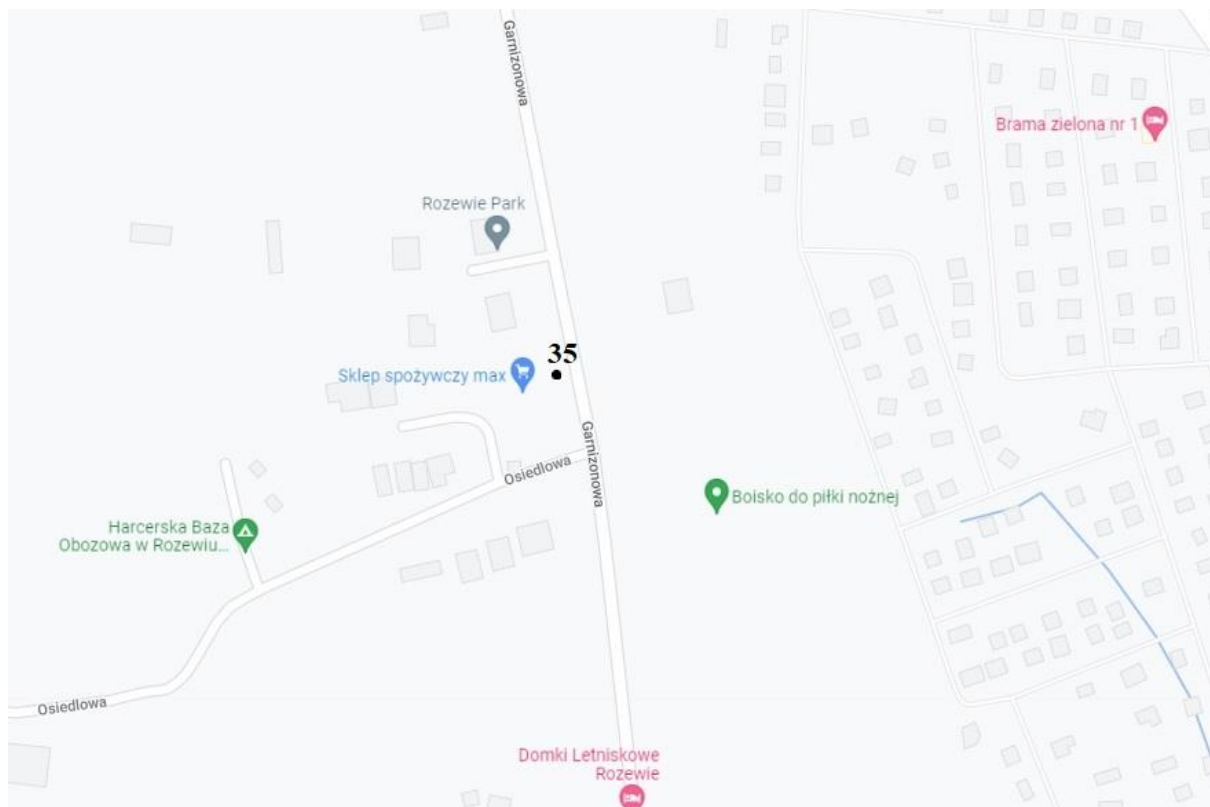 Garnizonowa
Brama zielona nr 1
Rozewie Park
35
Sklep spożywczy max
Garnizonowa
Osiedlowa
Boisko do piłki nożnej
Harcerska Baza
Obozowa w Rozewiu...
Osiedlowa
Domki Letniskowe
Rozewie